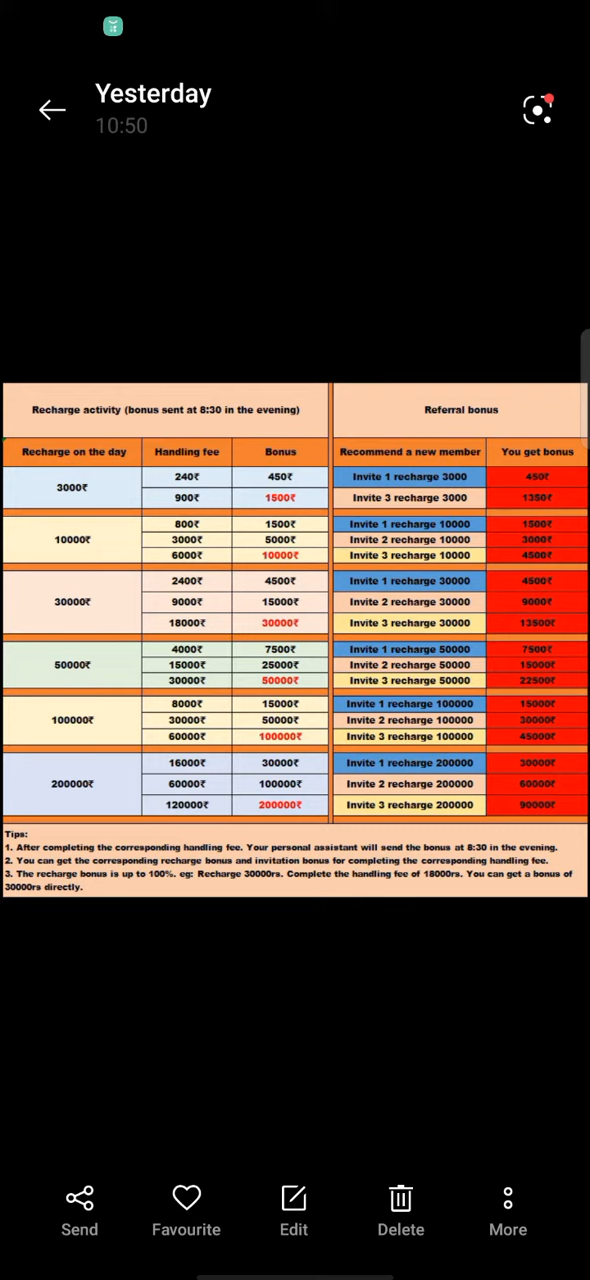 Yesterday
10:50
Recharge activity (bonus sent at 8:30 in the evening)
Referral bonus
Recharge on the day Handling fee Bonus Recommend a new member You get bonus
3000₹
240₹ 450₹ Invite 1 recharge 3000 450₹
900₹ 1500₹ Invite 3 recharge 3000 1350₹
10000₹
800₹ 1500₹ Invite 1 recharge 10000 1500₹
3000₹ 5000₹ Invite 2 recharge 10000 3000₹
6000₹ 10000₹ Invite 3 recharge 10000 4500₹
30000₹
2400₹ 4500₹ Invite 1 recharge 30000 4500₹
9000₹ 15000₹ Invite 2 recharge 30000 9000₹
18000₹ 30000₹ Invite 3 recharge 30000 13500₹
50000₹
4000₹ 7500₹ Invite 1 recharge 50000 7500₹
15000₹ 25000₹ Invite 2 recharge 50000 15000₹
30000₹ 50000₹ Invite 3 recharge 50000 22500₹
100000₹
8000₹ 15000₹ Invite 1 recharge 100000 15000₹
30000₹ 50000₹ Invite 2 recharge 100000 30000₹
60000₹ 100000₹ Invite 3 recharge 100000 45000₹
200000₹
16000₹ 30000₹ Invite 1 recharge 200000 30000₹
60000₹ 100000₹ Invite 2 recharge 200000 60000₹
120000₹ 200000₹ Invite 3 recharge 200000 90000₹
Tips:
1. After completing the corresponding handling fee. Your personal assistant will send the bonus at 8:30 in the evening.
2. You can get the corresponding recharge bonus and invitation bonus for completing the corresponding handling fee.
3. The recharge bonus is up to 100%. eg: Recharge 30000rs. Complete the handling fee of 18000rs. You can get a bonus of
30000rs directly.
Send Favourite Edit Delete More